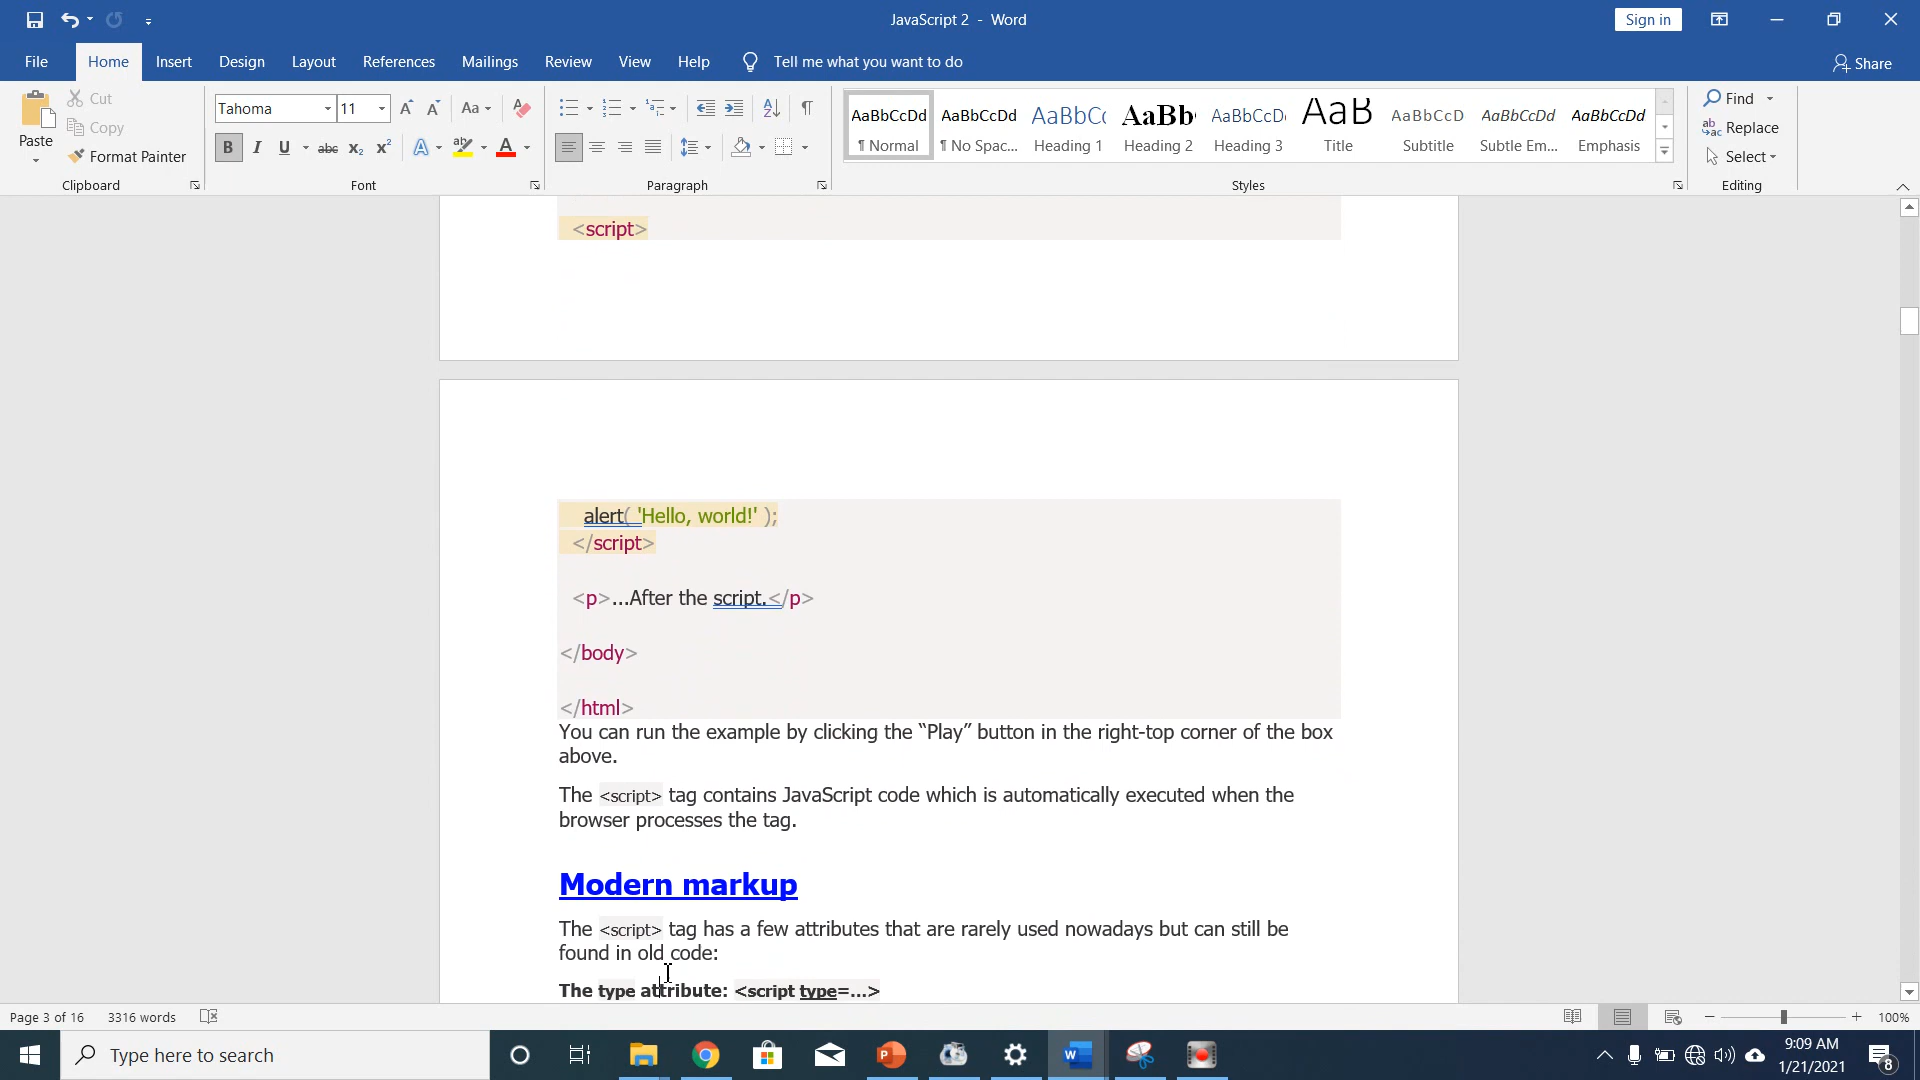 JavaScript 2 - Word
Sign in
File Home Insert Design Layout References Mailings Review View Help Tell me what you want to do
Share
Paste
Cut
Copy
Format Painter
Clipboard
Tahoma 11
Font
Paragraph
AaBbCcDd
¶ Normal
AaBbCcDd
¶ No Spac...
AaBbC(
Heading 1
AaBb(
Heading 2
AaBbCcD(
Heading 3
AaB
Title
AaBbCcD
Subtitle
AaBbCcDd
Subtle Em...
AaBbCcDd
Emphasis
Styles
Find
Replace
Select
Editing
<script>
alert( 'Hello, world!' );
</script>
<p>...After the script.</p>
</body>
</html>
You can run the example by clicking the “Play” button in the right-top corner of the box
above.
The <script> tag contains JavaScript code which is automatically executed when the
browser processes the tag.
Modern markup
The <script> tag has a few attributes that are rarely used nowadays but can still be
found in old code:
The type attribute: <script type=...>
Page 3 of 16 3316 words
100%
Type here to search
9:09 AM
1/21/2021
8